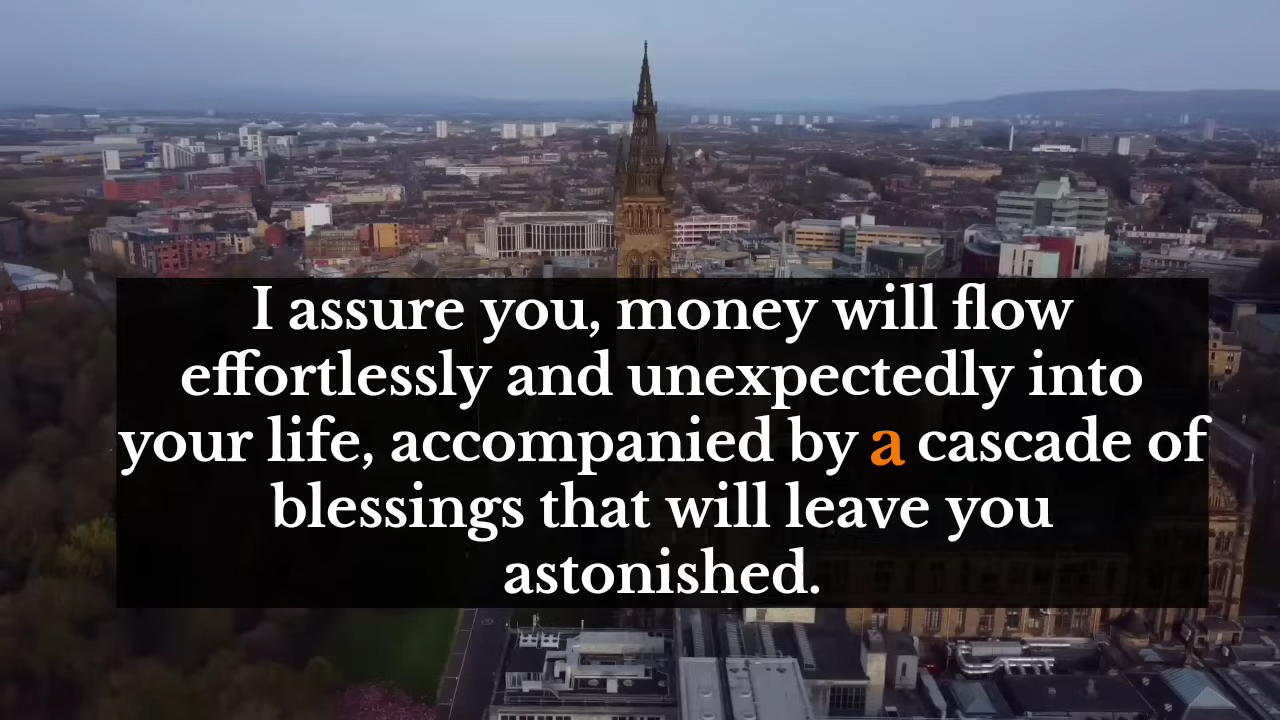 I assure you, money will flow
effortlessly and unexpectedly into
your life, accompanied by a cascade of
blessings that will leave you
astonished.